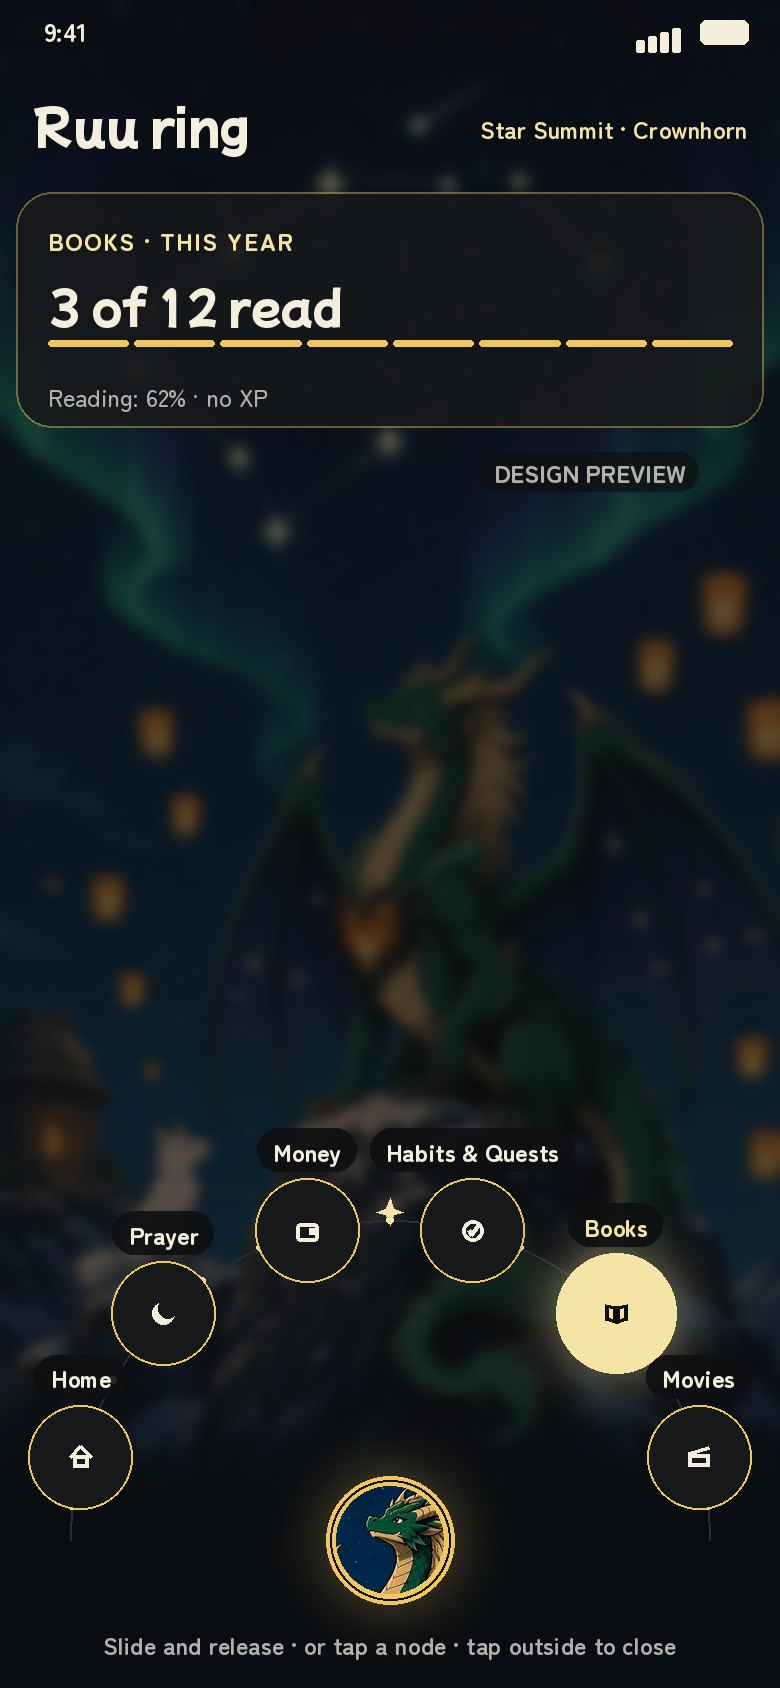 9:41
Ruu ring
Star Summit · Crownhorn
BOOKS · THIS YEAR
3 of 12 read
Reading: 62% · no XP
DESIGN PREVIEW
Money
Habits & Quests
Prayer
Books
Home
Movies
Slide and release · or tap a node · tap outside to close